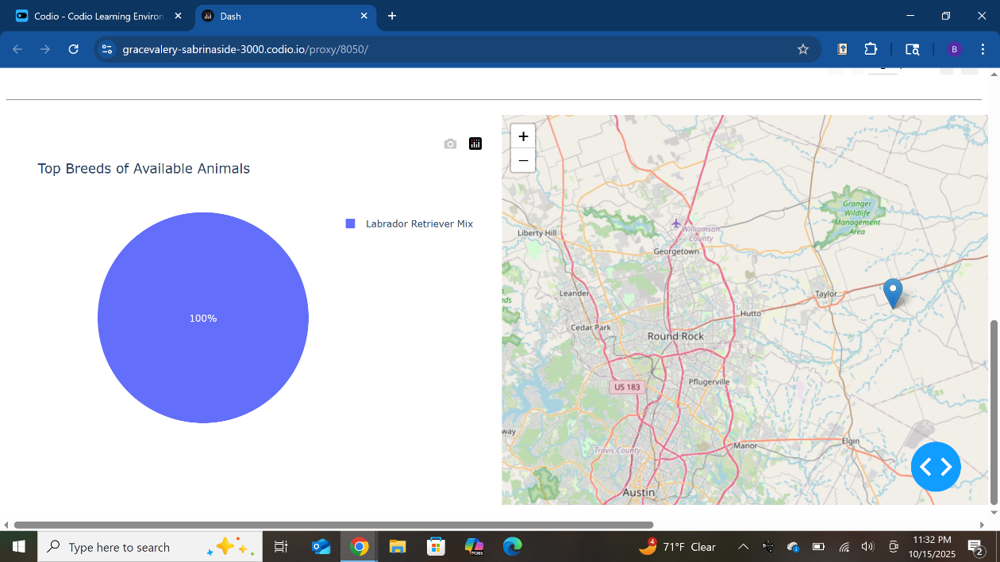 Codio - Codio Learning Environ
Dash
gracevalery-sabrinaside-3000.codio.io/proxy/8050/
B
Top Breeds of Available Animals
Labrador Retriever Mix
100%
+
−
Granger
Wildlife
Management
Area
Liberty Hill
Williamson
County
Georgetown
Leander
Taylor
Hutto
Cedar Park
Round Rock
US 183
Pflugerville
way
Elgin
Manor
Travis County
Austin
Type here to search
M365
4
71°F Clear
11:32 PM
10/15/2025
2